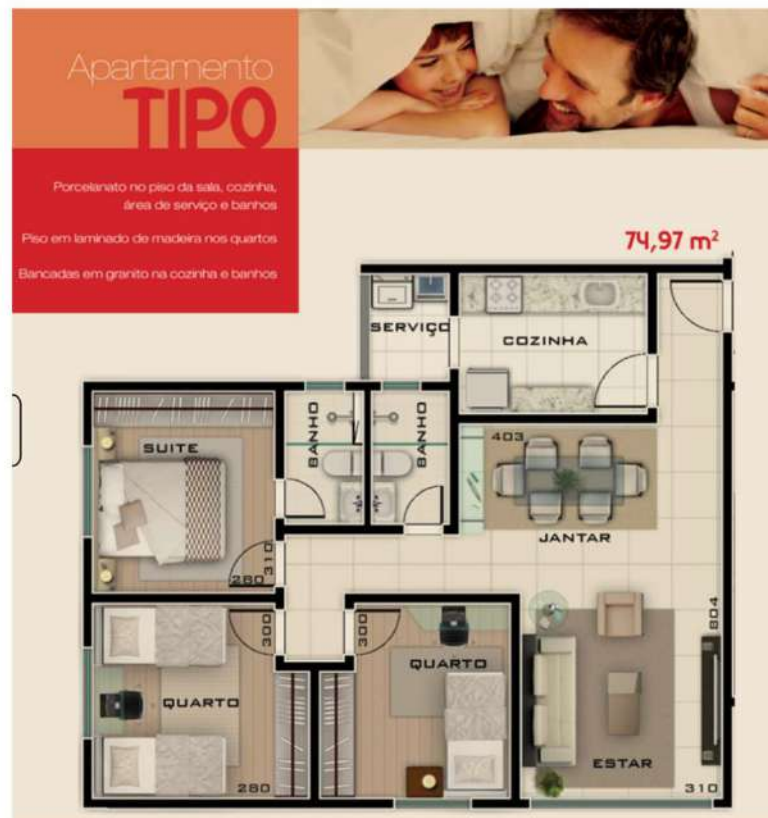 Apartamento
TIPO
Porcelanato no piso da sala, cozinha,
área de serviço e banhos
Piso em laminado de madeira nos quartos
Bancadas em granito na cozinha e banhos
74,97 m²
SERVIÇO
COZINHA
SUITE
BANHO
BANHO
403
JANTAR
310
280
300
300
804
QUARTO
QUARTO
ESTAR
280
310